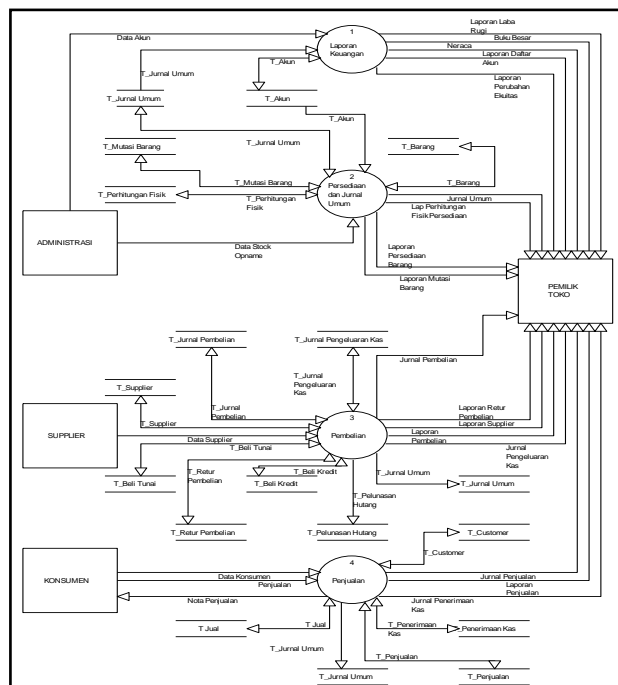 1
Laporan
Keuangan
Data Akun
Laporan Laba
Rugi
Buku Besar
Neraca
Laporan Daftar
Akun
Laporan
Perubahan
Ekuitas
T_Akun
T_Jurnal Umum
T_Jurnal Umum
T_Akun
T_Akun
T_Jurnal Umum
T_Mutasi Barang
T_Barang
2
Persediaan
dan Jurnal
Umum
T_Mutasi Barang
T_Barang
T_Perhitungan Fisik
T_Perhitungan
Fisik
Jurnal Umum
Lap Perhitungan
Fisik Persediaan
ADMINISTRASI
Data Stock
Opname
Laporan
Persediaan
Barang
Laporan Mutasi
Barang
PEMILIK
TOKO
T_Jurnal Pembelian
T_Jurnal Pengeluaran Kas
Jurnal Pembelian
T_Jurnal
Pengeluaran
Kas
T_Supplier
T_Jurnal
Pembelian
T_Supplier
3
Pembelian
Laporan Retur
Pembelian
Laporan Supplier
Laporan
Pembelian
Jurnal
Pengeluaran
Kas
SUPPLIER
Data Supplier
T_Beli Tunai
T_Retur
Pembelian
T_Beli Kredit
T_Beli Tunai
T_Beli Kredit
T_Jurnal Umum
T_Jurnal Umum
T_Pelunasan
Hutang
T_Retur Pembelian
T_Pelunasan Hutang
T_Customer
T_Customer
4
Penjualan
KONSUMEN
Data Konsumen
Penjualan
Nota Penjualan
Jurnal Penjualan
Laporan
Penjualan
Jurnal Penerimaan
Kas
T Jual
T Jual
T_Penerimaan
Kas
Penerimaan Kas
T_Jurnal
Umum
T_Penjualan
T_Jurnal Umum
T_Penjualan